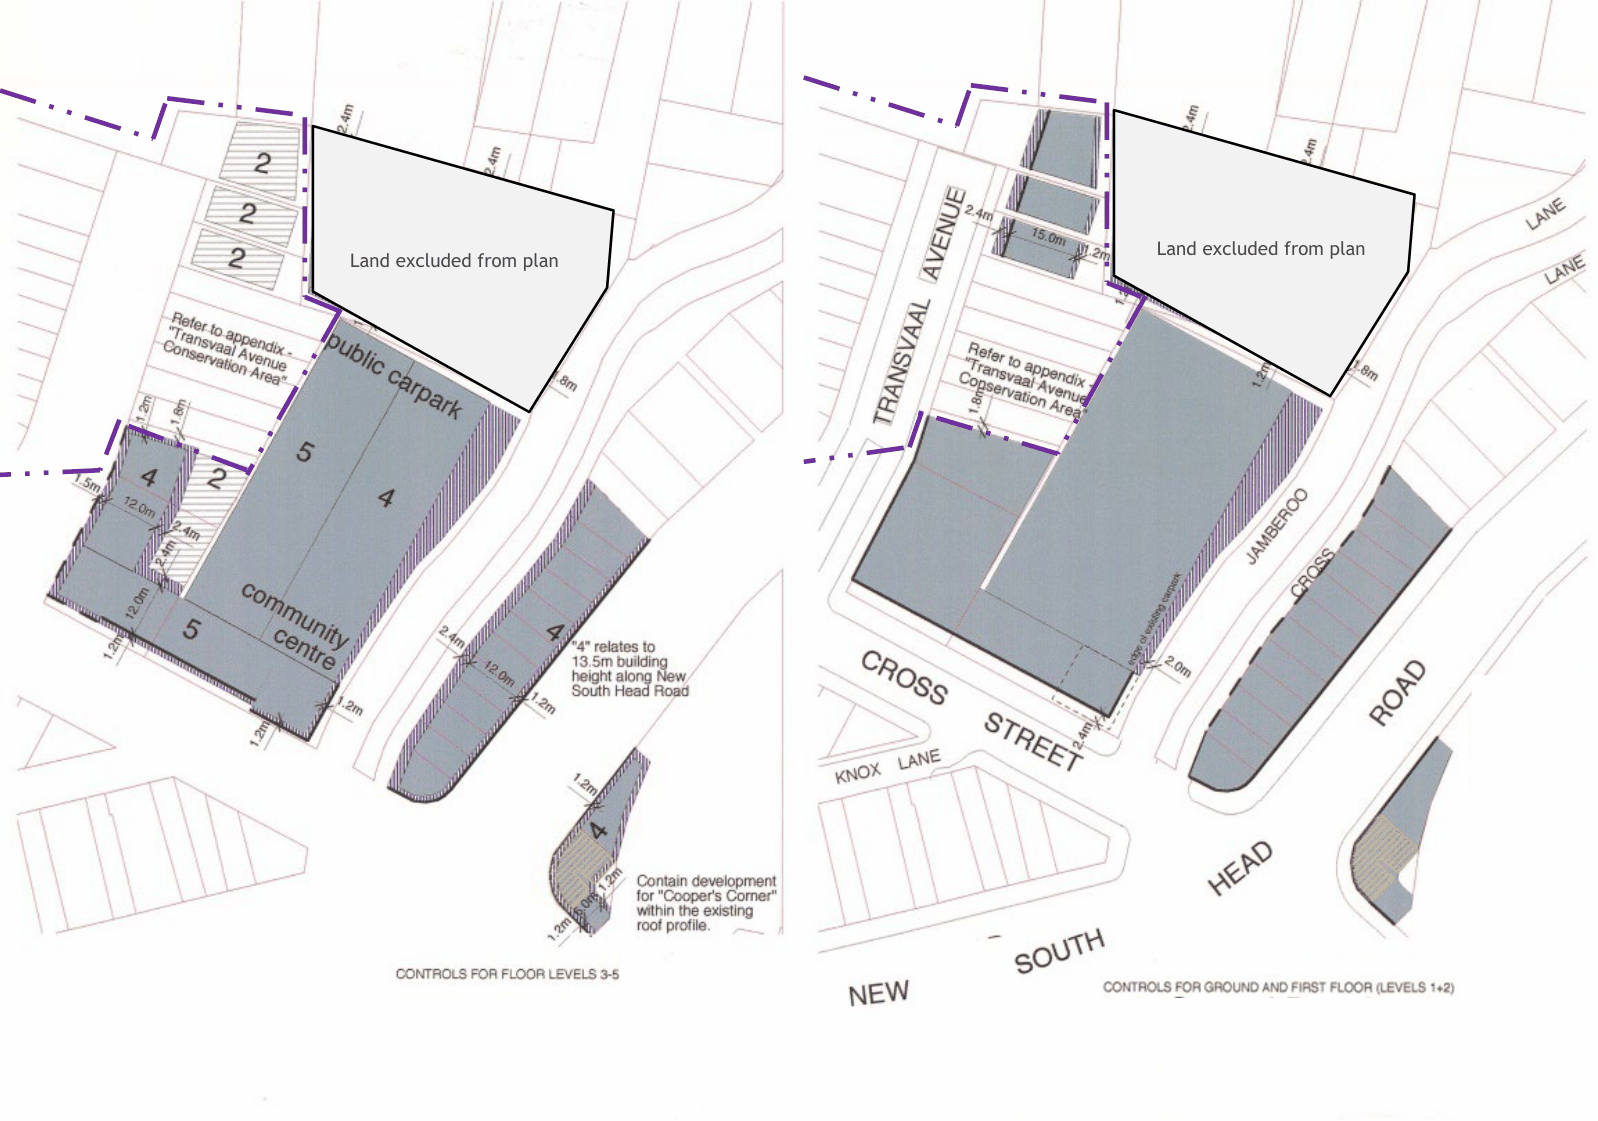 2.4m
2.4m
2
2
2
Land excluded from plan
Refer to appendix -
"Transvaal Avenue
Conservation Area"
public carpark
.8m
1.2m
1.8m
5
4
4
2
1.5m
12.0m
2.4m
2.4m
12.0m
1.2m
5
community
centre
1.2m
1.2m
2.4m
12.0m
1.2m
4
"4" relates to
13.5m building
height along New
South Head Road
1.2m
4
1.2m
1.2m
Contain development
for "Cooper's Corner"
within the existing
roof profile.
CONTROLS FOR FLOOR LEVELS 3-5
2.4m
2.4m
TRANSVAAL AVENUE
2.4m
15.0m
1.2m
Land excluded from plan
LANE
LANE
Refer to appendix -
"Transvaal Avenue
Conservation Area"
1.8m
1.2m
1.8m
JAMBEROO
CROSS
edge of existing carpark
2.0m
2.4m
CROSS STREET
KNOX LANE
NEW SOUTH HEAD ROAD
CONTROLS FOR GROUND AND FIRST FLOOR (LEVELS 1+2)